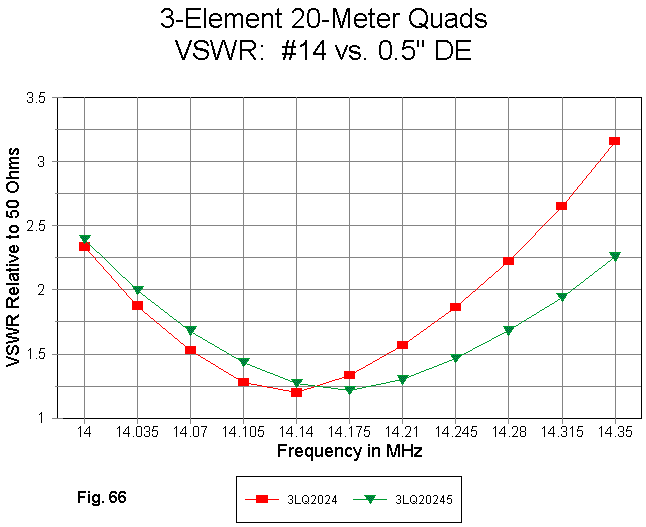 3-Element 20-Meter Quads
VSWR:  #14 vs. 0.5" DE
VSWR Relative to 50 Ohms
3.5
3
2.5
2
1.5
1
14 14.035 14.07 14.105 14.14 14.175 14.21 14.245 14.28 14.315 14.35
Frequency in MHz
Fig. 66
3LQ2024 3LQ20245